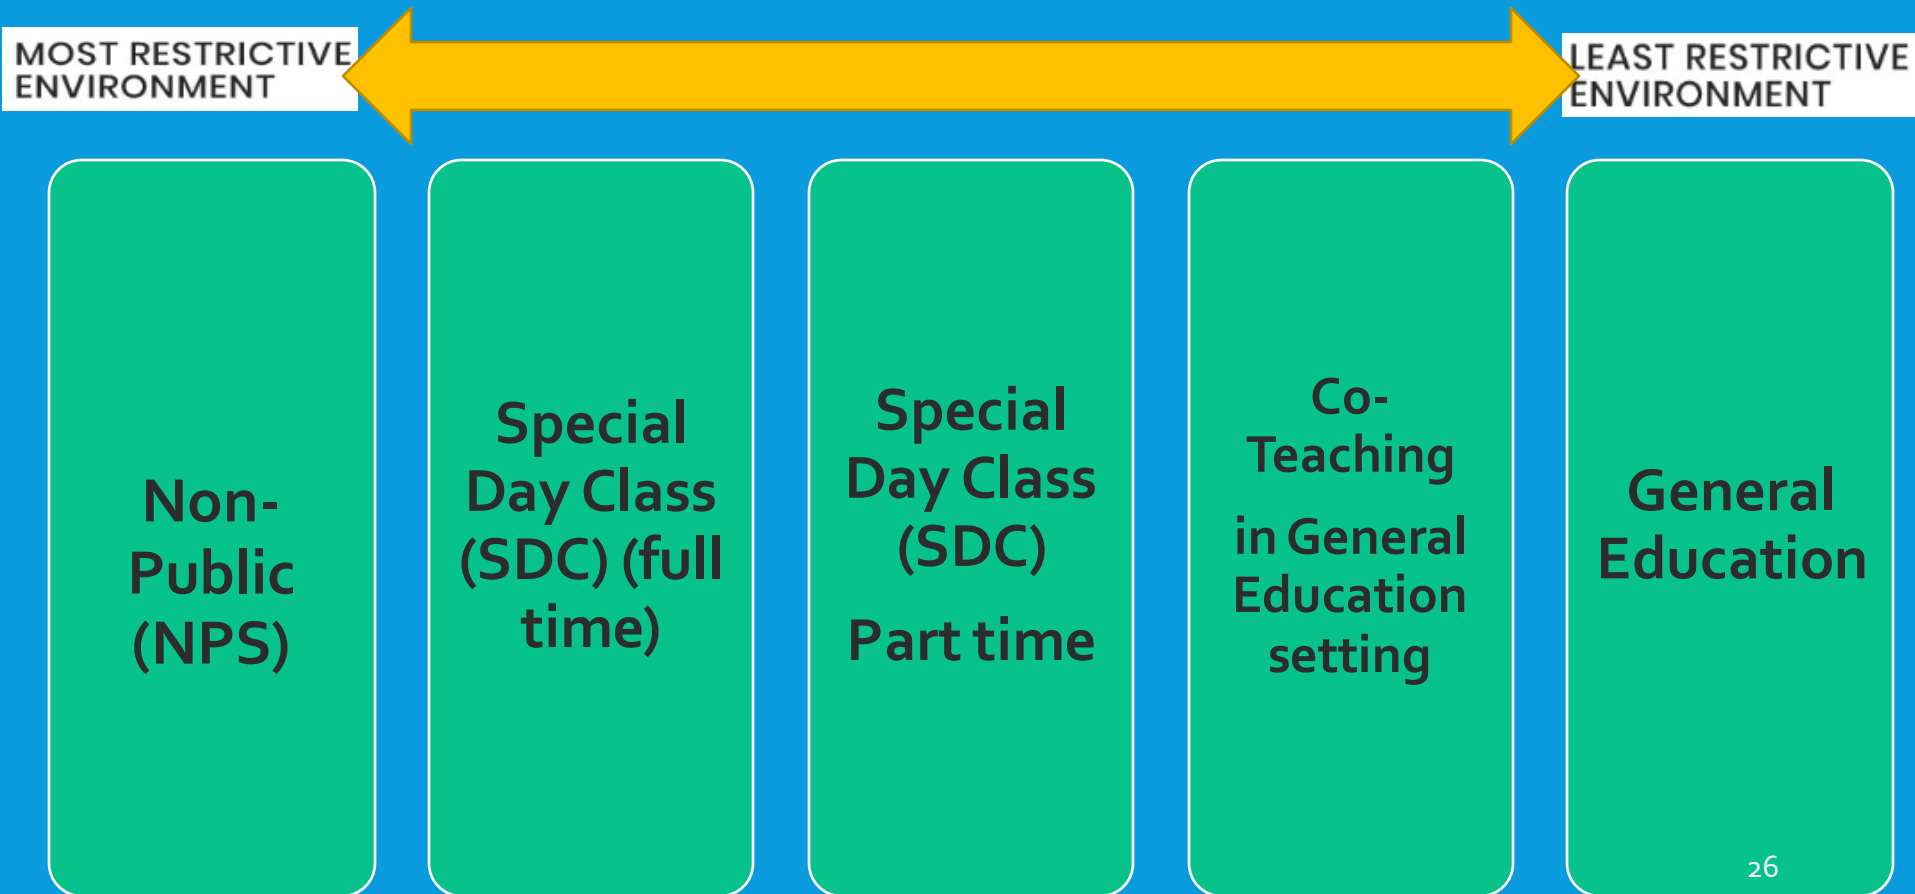 MOST RESTRICTIVE
ENVIRONMENT
LEAST RESTRICTIVE
ENVIRONMENT
Non-
Public
(NPS)
Special
Day Class
(SDC) (full
time)
Special
Day Class
(SDC)
Part time
Co-
Teaching
in General
Education
setting
General
Education
26